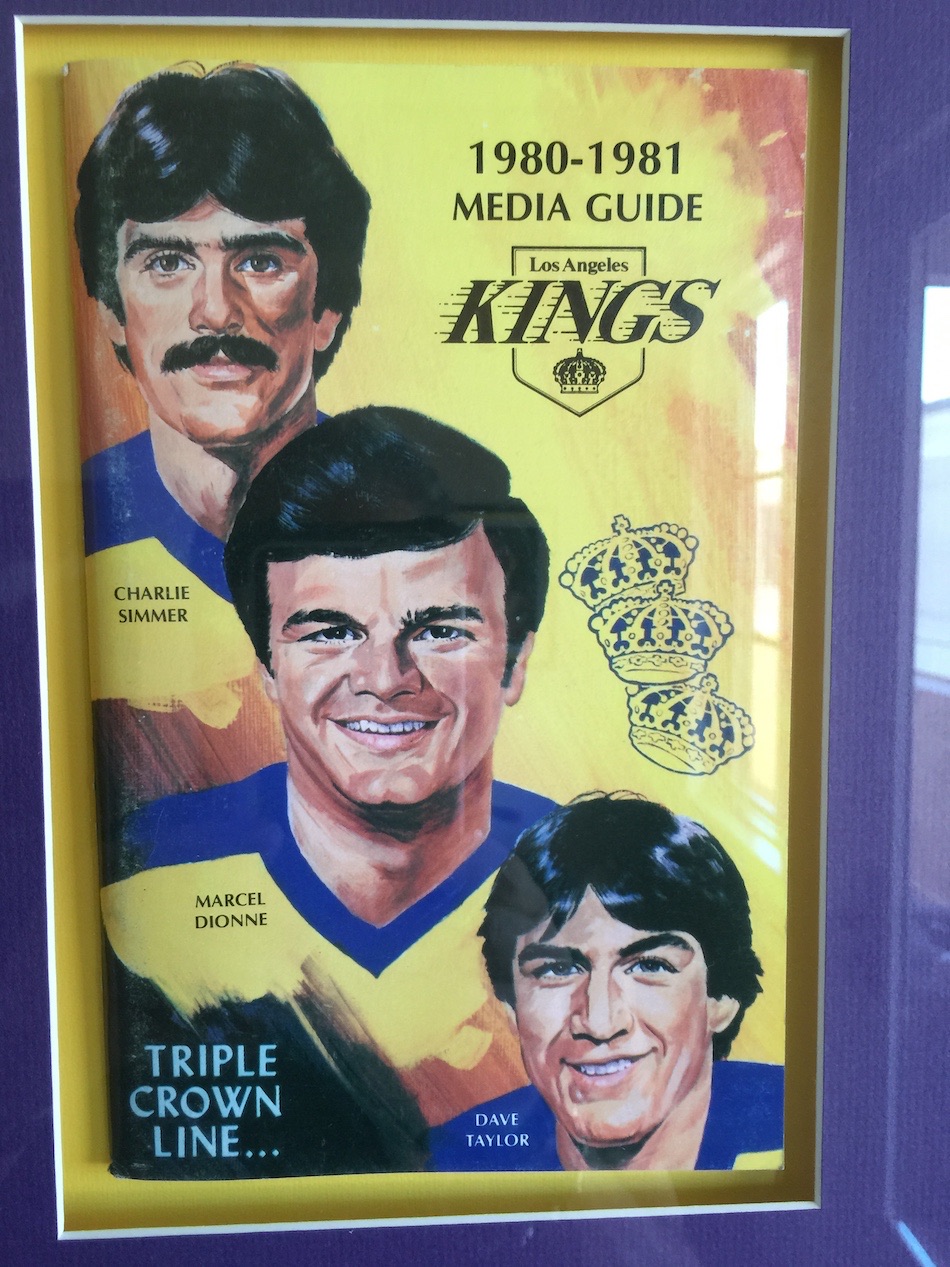 1980-1981
MEDIA GUIDE
Los Angeles
KINGS
CHARLIE
SIMMER
MARCEL
DIONNE
TRIPLE
CROWN
LINE...
DAVE
TAYLOR